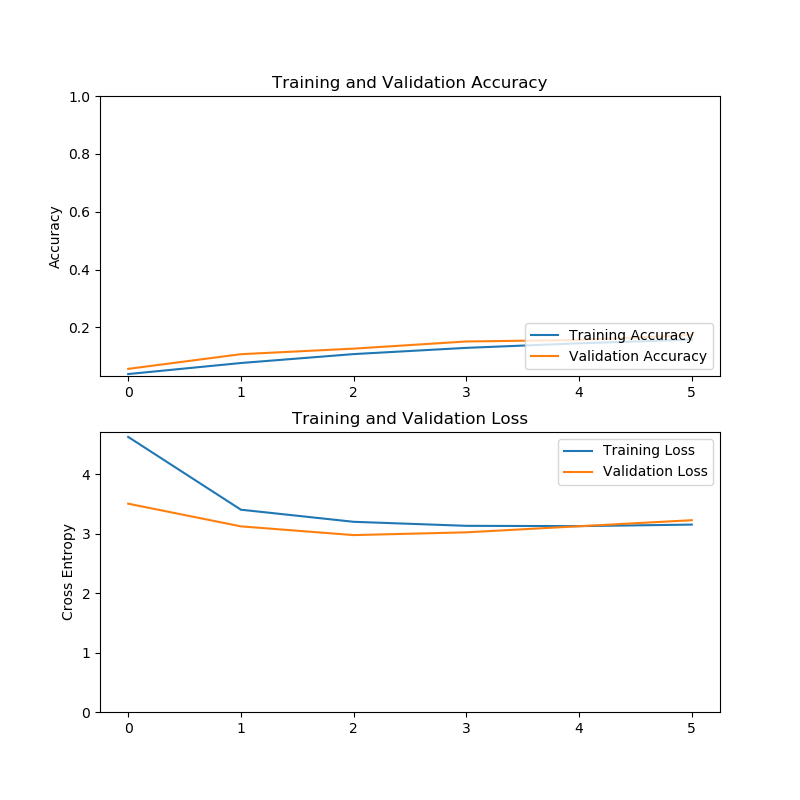 Training and Validation Accuracy
1.0
0.8
0.6
0.4
0.2
Accuracy
Training Accuracy
Validation Accuracy
0 1 2 3 4 5
Training and Validation Loss
4
3
2
1
0
Cross Entropy
Training Loss
Validation Loss
0 1 2 3 4 5